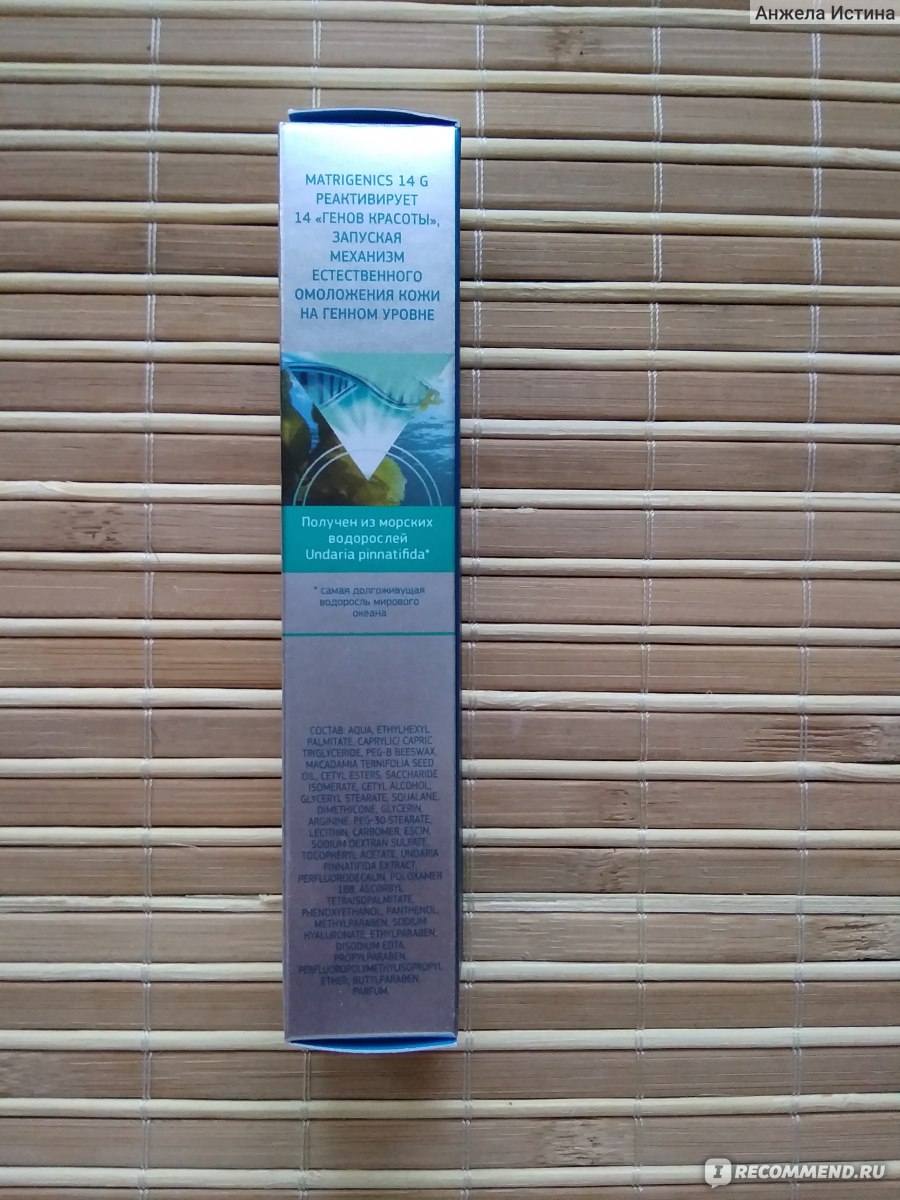 Анжела Истина
MATRIGENICS 14 G
РЕАКТИВИРУЕТ
14 «ГЕНОВ КРАСОТЫ»,
ЗАПУСКАЯ
МЕХАНИЗМ
ЕСТЕСТВЕННОГО
ОМОЛОЖЕНИЯ КОЖИ
НА ГЕННОМ УРОВНЕ
Получен из морских
водорослей
Undaria pinnatifida*
* самая долгоживущая
водоросль мирового
океана
СОСТАВ: AQUA, ETHYLHEXYL
PALMITATE, CAPRYLIC/ CAPRIC
TRIGLYCERIDE, PEG-8 BEESWAX,
MACADAMIA TERNIFOLIA SEED
OIL, CETYL ESTERS, SACCHARIDE
ISOMERATE, CETYL ALCOHOL,
GLYCERYL STEARATE, SQUALANE,
DIMETHICONE, GLYCERIN,
ARGININE, PEG-30 STEARATE,
LECITHIN, CARBOMER, ESCIN,
SODIUM DEXTRAN SULFATE,
TOCOPHERYL ACETATE, UNDARIA
PINNATIFIDA EXTRACT,
PERFLUORODECALIN, POLOXAMER
188, ASCORBYL
TETRAISOPALMITATE,
PHENOXYETHANOL, PANTHENOL,
METHYLPARABEN, SODIUM
HYALURONATE, ETHYLPARABEN,
DISODIUM EDTA,
PROPYLPARABEN,
PERFLUOROPOLYMETHYLISOPROPYL
ETHER, BUTYLPARABEN,
PARFUM.
IRECOMMEND.RU